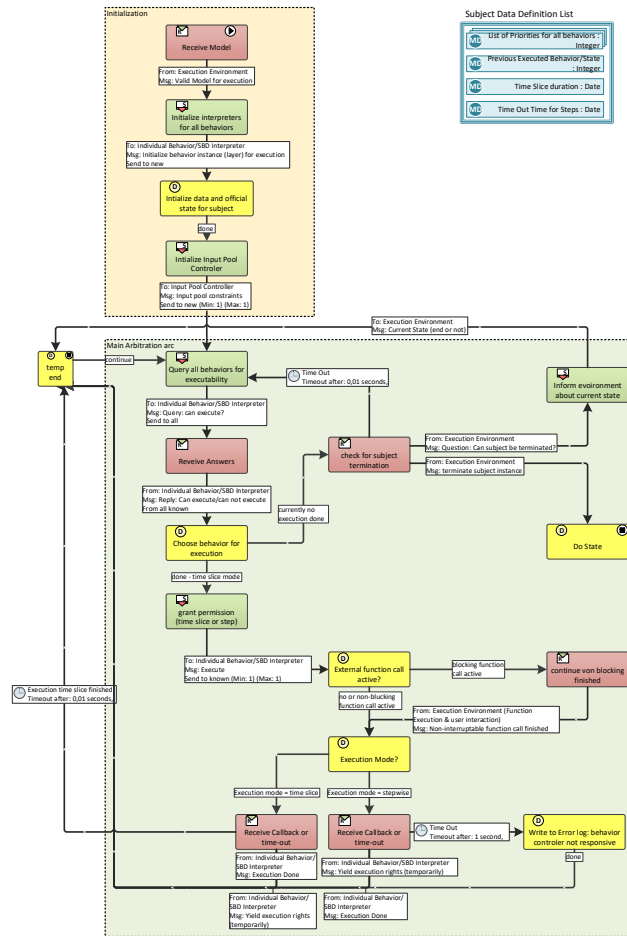 Initialization
Subject Data Definition List
Receive Model
MD
List of Priorities for all behaviors :
Integer
MD
Previous Executed Behavior/State
: Integer
MD
Time Slice duration : Date
MD
Time Out Time for Steps : Date
From: Execution Environment
Msg: Valid Model for execution
Initialize interpreters
for all behaviors
To: Individual Behavior/SBD Interpreter
Msg: Initialize behavior instance (layer) for execution
Send to new
D
Intialize data and official
state for subject
done
Intialize Input Pool
Controler
To: Input Pool Controller
Msg: Input pool constraints
Send to new (Min: 1) (Max: 1)
To: Execution Environment
Msg: Current State (end or not)
Main Arbitration arc
D
temp
end
continue
Query all behaviors for
executability
Time Out
Timeout after: 0,01 seconds,
Inform evoironment
about current state
To: Individual Behavior/SBD Interpreter
Msg: Query: can execute?
Send to all
Reveive Answers
check for subject
termination
From: Execution Environment
Msg: Question: Can subject be terminated?
From: Execution Environment
Msg: terminate subject instance
From: Individual Behavior/SBD Interpreter
Msg: Reply: Can execute/can not execute
From all known
currently no
execution done
D
Choose behavior for
execution
D
Do State
done - time slice mode
grant permission
(time slice or step)
To: Individual Behavior/SBD Interpreter
Msg: Execute
Send to known (Min: 1) (Max: 1)
D
External function call
active?
blocking function
call active
continue von blocking
finished
Execution time slice finished
Timeout after: 0,01 seconds,
no or non-blucking
function call active
From: Execution Environment (Function
Execution & user interaction)
Msg: Non-interruptable function call finished
D
Execution Mode?
Execution mode = time slice
Execution mode = stepwise
Receive Callback or
time-out
Receive Callback or
time-out
Time Out
Timeout after: 1 second,
D
Write to Error log: behavior
controler not responsive
From: Individual Behavior/
SBD Interpreter
Msg: Execution Done
From: Individual Behavior/SBD Interpreter
Msg: Yield execution rights (temporarily)
done
From: Individual Behavior/
SBD Interpreter
Msg: Yield execution rights
(temporarily)
From: Individual Behavior/
SBD Interpreter
Msg: Execution Done